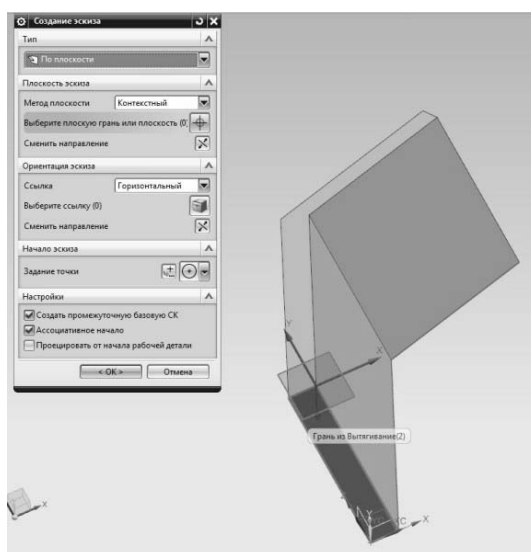 Создание эскиза
Тип
По плоскости
Плоскость эскиза
Метод плоскости Контекстный
Выберите плоскую грань или плоскость (0)
Сменить направление
Ориентация эскиза
Ссылка Горизонтальный
Выберите ссылку (0)
Сменить направление
Начало эскиза
Задание точки
Настройки
Создать промежуточную базовую СК
Ассоциативное начало
Проецировать от начала рабочей детали
< OK > Отмена
Y
X
Грань из Вытягивание(2)
Y
C
X
X